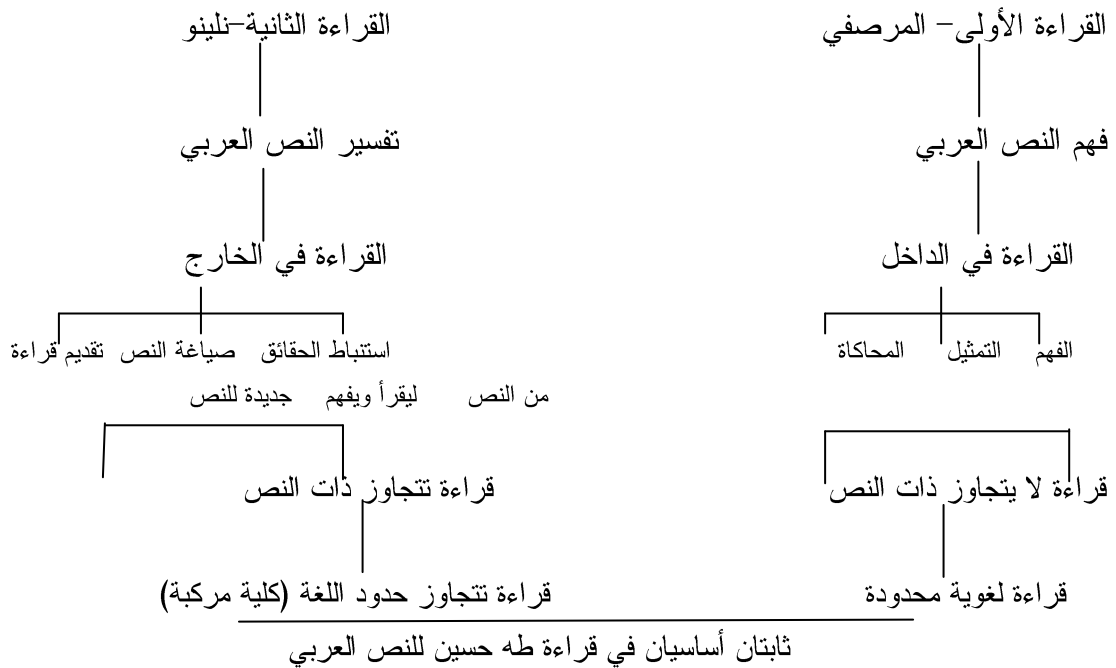 القراءة الأولى– المرصفي
القراءة الثانية–نلينو
فهم النص العربي
تفسير النص العربي
القراءة في الداخل
القراءة في الخارج
الفهم التمثيل المحاكاة
استنباط الحقائق صياغة النص تقديم قراءة
من النص ليقرأ ويفهم جديدة للنص
قراءة لا يتجاوز ذات النص
قراءة تتجاوز ذات النص
قراءة لغوية محدودة
قراءة تتجاوز حدود اللغة (كلية مركبة)
ثابتان أساسيان في قراءة طه حسين للنص العربي